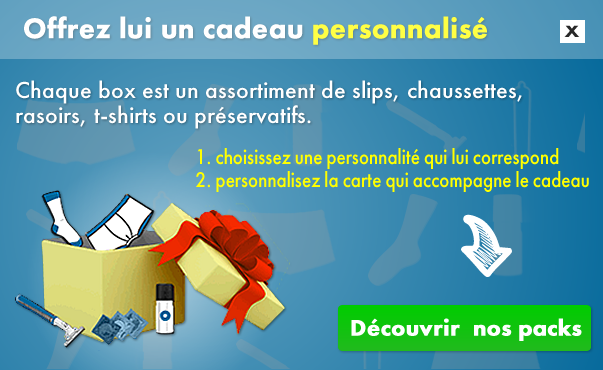 Offrez lui un cadeau personnalisé
x
Chaque box est un assortiment de slips, chaussettes,
rasoirs, t-shirts ou préservatifs.
1. choisissez une personnalité qui lui correspond
2. personnalisez la carte qui accompagne le cadeau
Découvrir nos packs